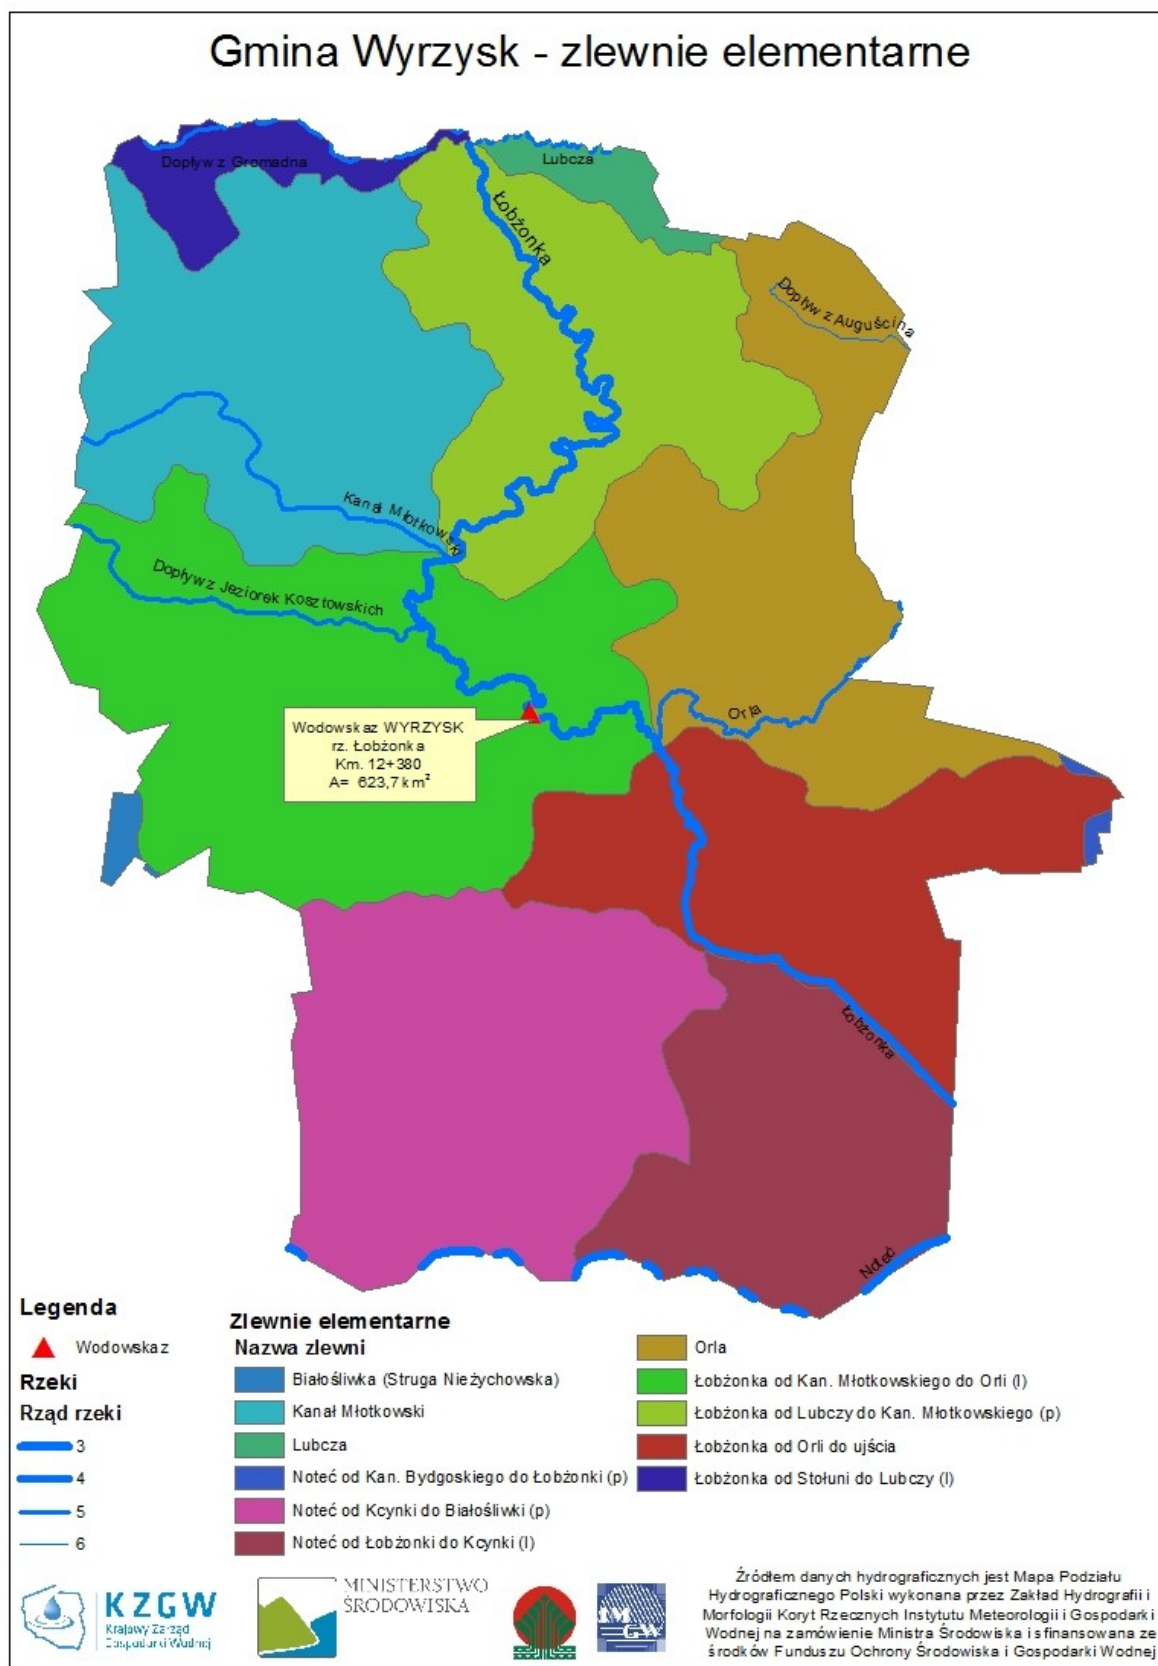 Gmina Wyrzysk - zlewnie elementarne
Dopływ z Gromadna
Lubcza
Łobżonka
Dopływ z Auguścina
Kanał Młotkowski
Dopływ z Jeziorek Kosztowskich
Orla
Wodowskaz WYRZYSK
rz. Łobżonka
Km. 12+380
A= 623,7 km²
Łobżonka
Noteć
Legenda
Wodowskaz
Rzeki
Rząd rzeki
3
4
5
6
Zlewnie elementarne
Nazwa zlewni
Białośliwka (Struga Nieżychowska)
Kanał Młotkowski
Lubcza
Noteć od Kan. Bydgoskiego do Łobżonki (p)
Noteć od Kcynki do Białośliwki (p)
Noteć od Łobżonki do Kcynki (l)
Orla
Łobżonka od Kan. Młotkowskiego do Orli (l)
Łobżonka od Lubczy do Kan. Młotkowskiego (p)
Łobżonka od Orli do ujścia
Łobżonka od Stołuni do Lubczy (l)
KZGW
Krajowy Zarząd
Gospodarki Wodnej
MINISTERSTWO
ŚRODOWISKA
IM
GW
Źródłem danych hydrograficznych jest Mapa Podziału
Hydrograficznego Polski wykonana przez Zakład Hydrografii i
Morfologii Koryt Rzecznych Instytutu Meteorologii i Gospodarki
Wodnej na zamówienie Ministra Środowiska i sfinansowana ze
środków Funduszu Ochrony Środowiska i Gospodarki Wodnej